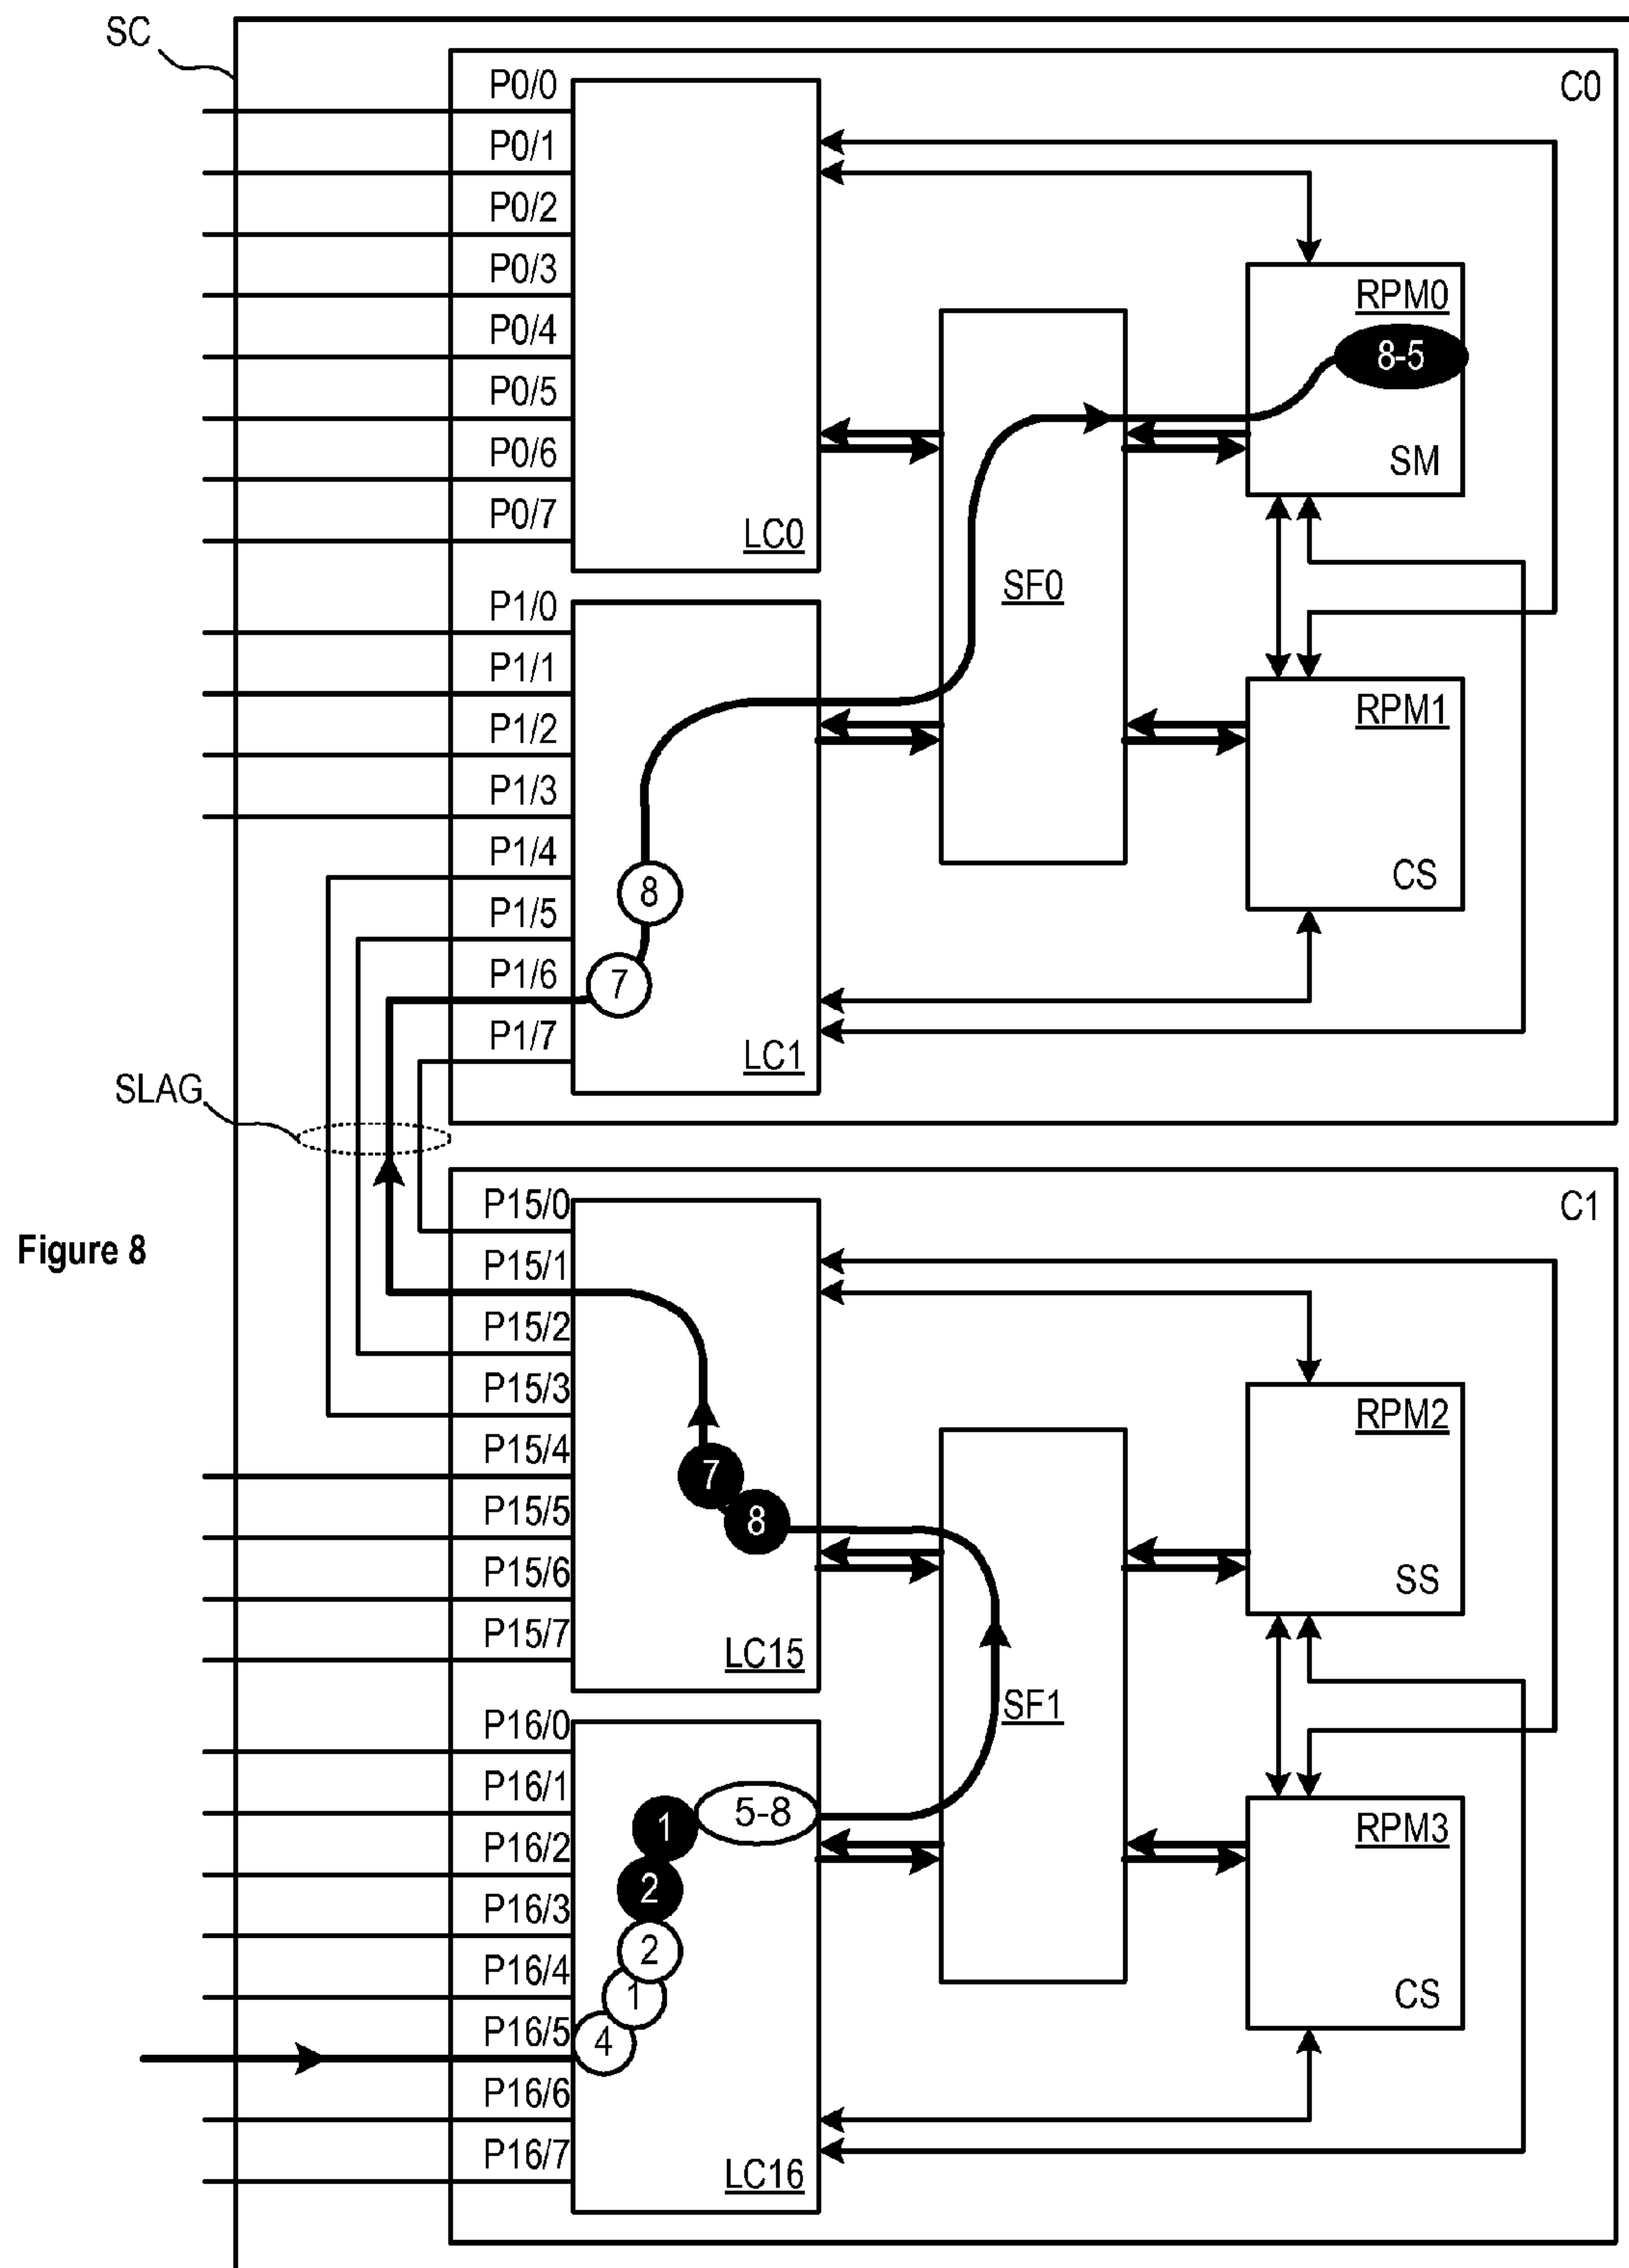 SC
C0
P0/0
P0/1
P0/2
P0/3
P0/4
P0/5
P0/6
P0/7
LC0
RPM0
8-5
SM
SF0
P1/0
P1/1
P1/2
P1/3
P1/4
P1/5
P1/6
P1/7
8
7
LC1
RPM1
CS
SLAG
Figure 8
C1
P15/0
P15/1
P15/2
P15/3
P15/4
P15/5
P15/6
P15/7
7
8
LC15
RPM2
SS
SF1
P16/0
P16/1
P16/2
P16/3
P16/4
P16/5
P16/6
P16/7
1
5-8
2
2
1
4
LC16
RPM3
CS